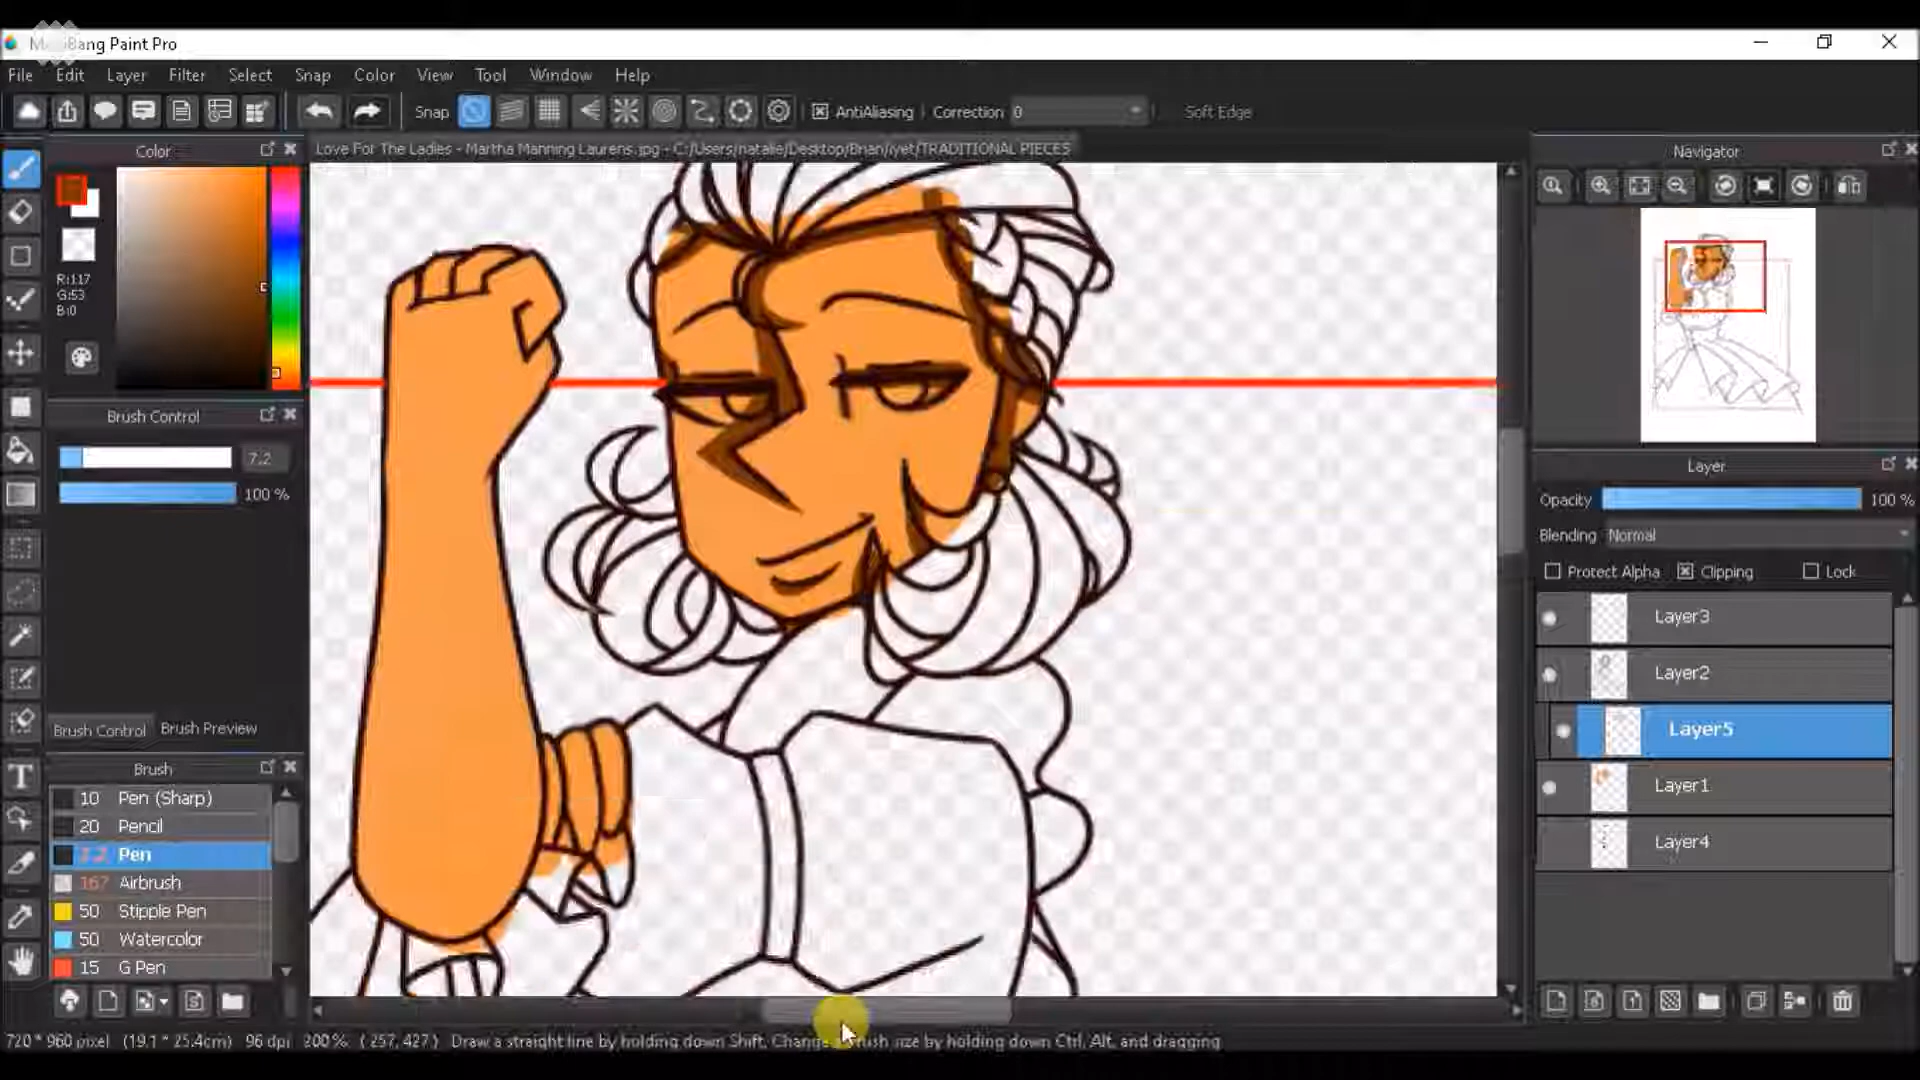 Bang Paint Pro
File Edit Layer Filter Select Snap Color View Tool Window Help
Snap AntiAliasing Correction 0 Soft Edge
Color
Love For The Ladies - Martha Manning Laurens.jpg - C:/Users/natalie/Desktop/Brian/iyet/TRADITIONAL PIECES
Navigator
R:117
G:53
B:0
Brush Control
7.2
100 %
Brush Control Brush Preview
Brush
10 Pen (Sharp)
20 Pencil
7.2 Pen
167 Airbrush
50 Stipple Pen
50 Watercolor
15 G Pen
Layer
Opacity 100 %
Blending Normal
Protect Alpha Clipping Lock
Layer3
Layer2
Layer5
Layer1
Layer4
720 * 960 pixel (19.1 * 25.4cm) 96 dpi 200 % ( 257, 427 ) Draw a straight line by holding down Shift, Change size by holding down Ctrl, Alt, and dragging